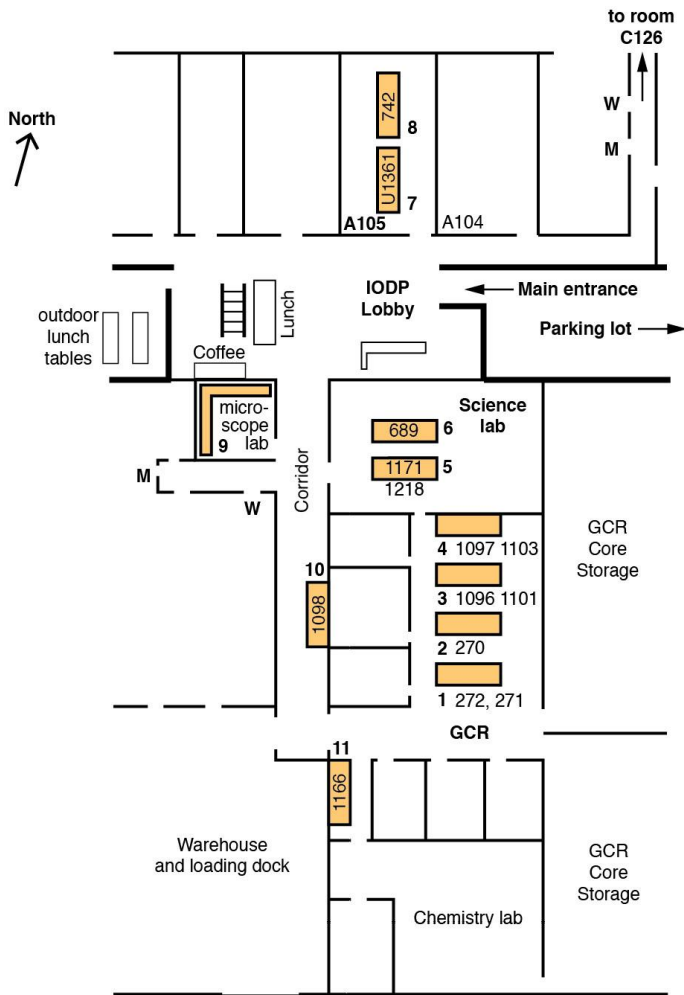 to room
C126
North
W
M
742
8
U1361
7
A105
A104
IODP
Lobby
Main entrance
Parking lot
outdoor
lunch
tables
Lunch
Coffee
micro-
scope
lab
9
Science
lab
689
6
1171
5
1218
M
W
Corridor
GCR
Core
Storage
4 1097 1103
10
3 1096 1101
1098
2 270
1 272, 271
GCR
11
1166
Warehouse
and loading dock
GCR
Core
Storage
Chemistry lab